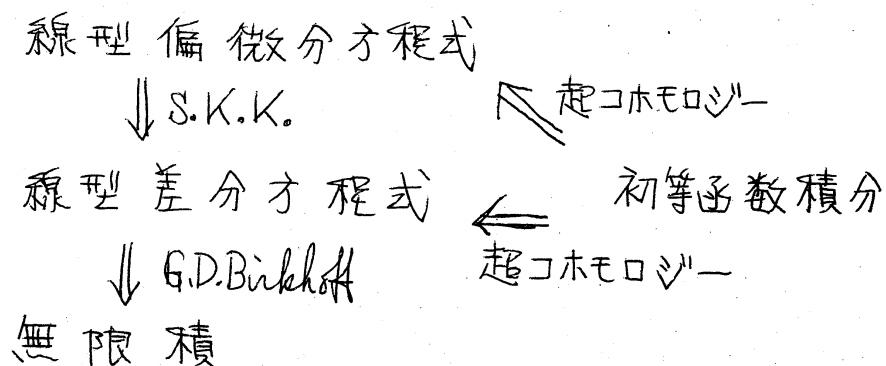 線型偏微分方程式
⇓ S.K.K.
超コホモロジー
線型差分方程式
初等函数積分
⇓ G.D.Birkhoff
超コホモロジー
無限積